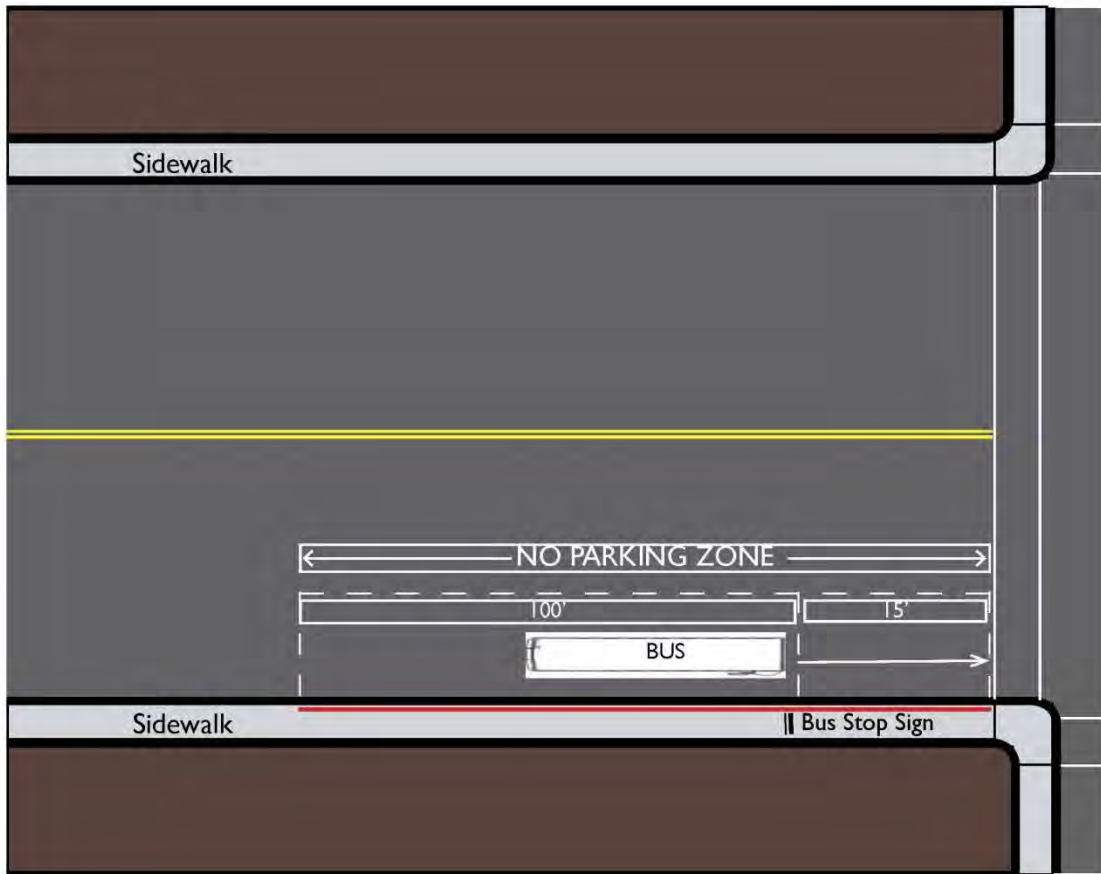 Sidewalk
NO PARKING ZONE
100'
15'
BUS
Sidewalk
Bus Stop Sign